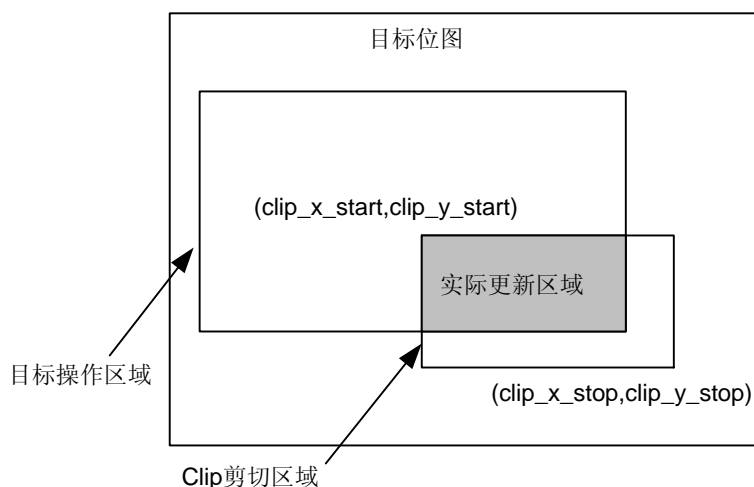 目标位图
(clip_x_start,clip_y_start)
实际更新区域
目标操作区域
(clip_x_stop,clip_y_stop)
Clip剪切区域